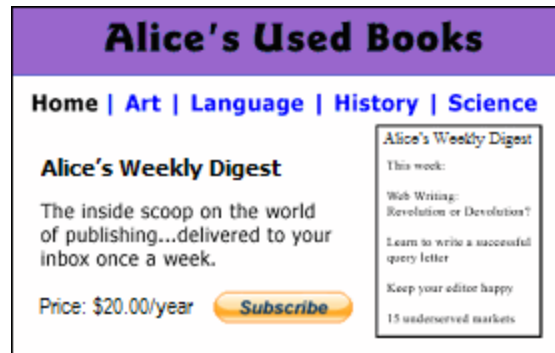 Alice's Used Books
Home | Art | Language | History | Science
Alice's Weekly Digest
The inside scoop on the world
of publishing...delivered to your
inbox once a week.
Price: $20.00/year
Subscribe
Alice's Weekly Digest
This week:
Web Writing:
Revolution or Devolution?
Learn to write a successful
query letter
Keep your editor happy
15 underserved markets